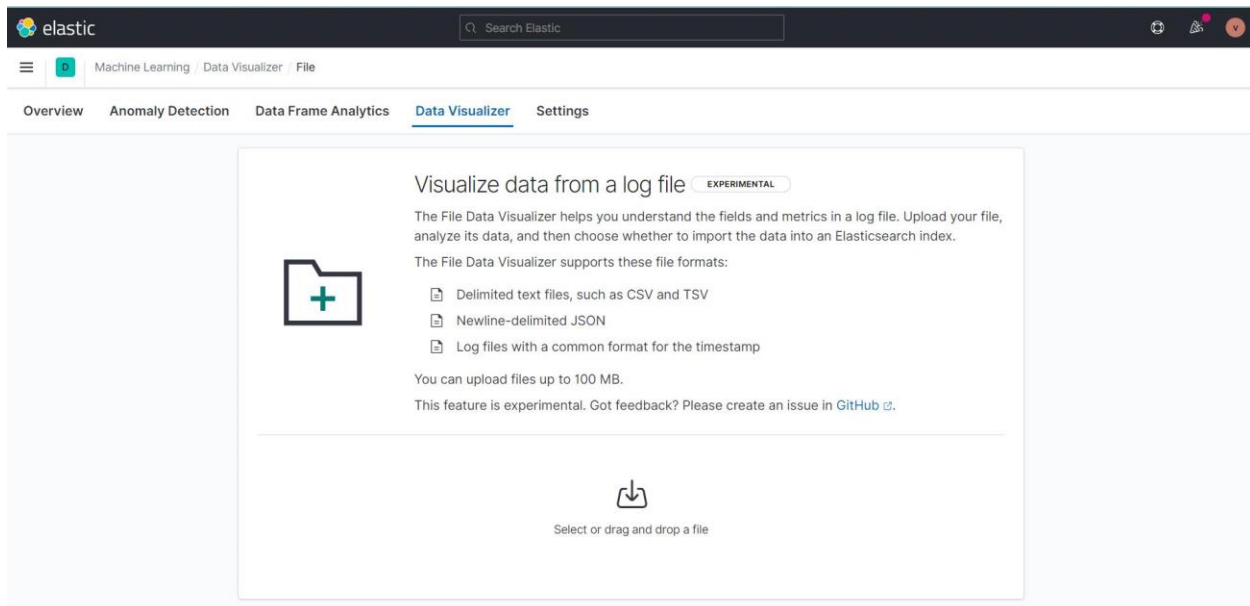 elastic
Search Elastic
v
D
Machine Learning / Data Visualizer / File
Overview Anomaly Detection Data Frame Analytics Data Visualizer Settings
Visualize data from a log file EXPERIMENTAL
The File Data Visualizer helps you understand the fields and metrics in a log file. Upload your file,
analyze its data, and then choose whether to import the data into an Elasticsearch index.
The File Data Visualizer supports these file formats:
Delimited text files, such as CSV and TSV
Newline-delimited JSON
Log files with a common format for the timestamp
You can upload files up to 100 MB.
This feature is experimental. Got feedback? Please create an issue in GitHub.
Select or drag and drop a file